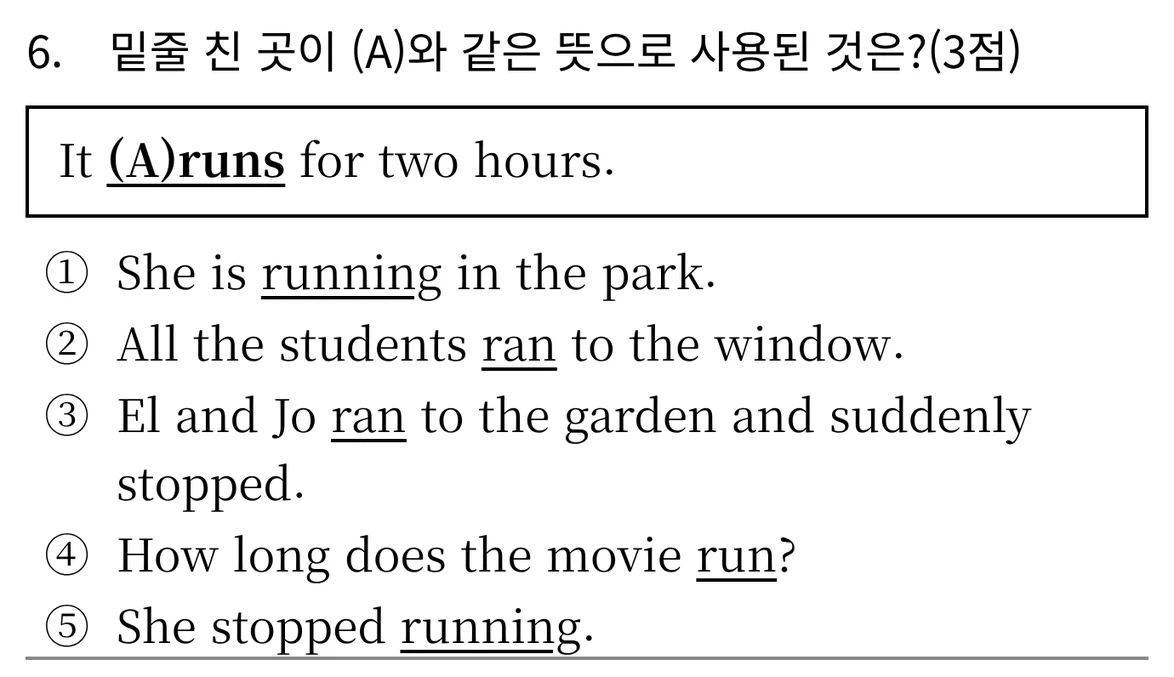 6. 밑줄 친 곳이 (A)와 같은 뜻으로 사용된 것은?(3점)
It (A)runs for two hours.
① She is running in the park.
② All the students ran to the window.
③ El and Jo ran to the garden and suddenly
stopped.
④ How long does the movie run?
⑤ She stopped running.